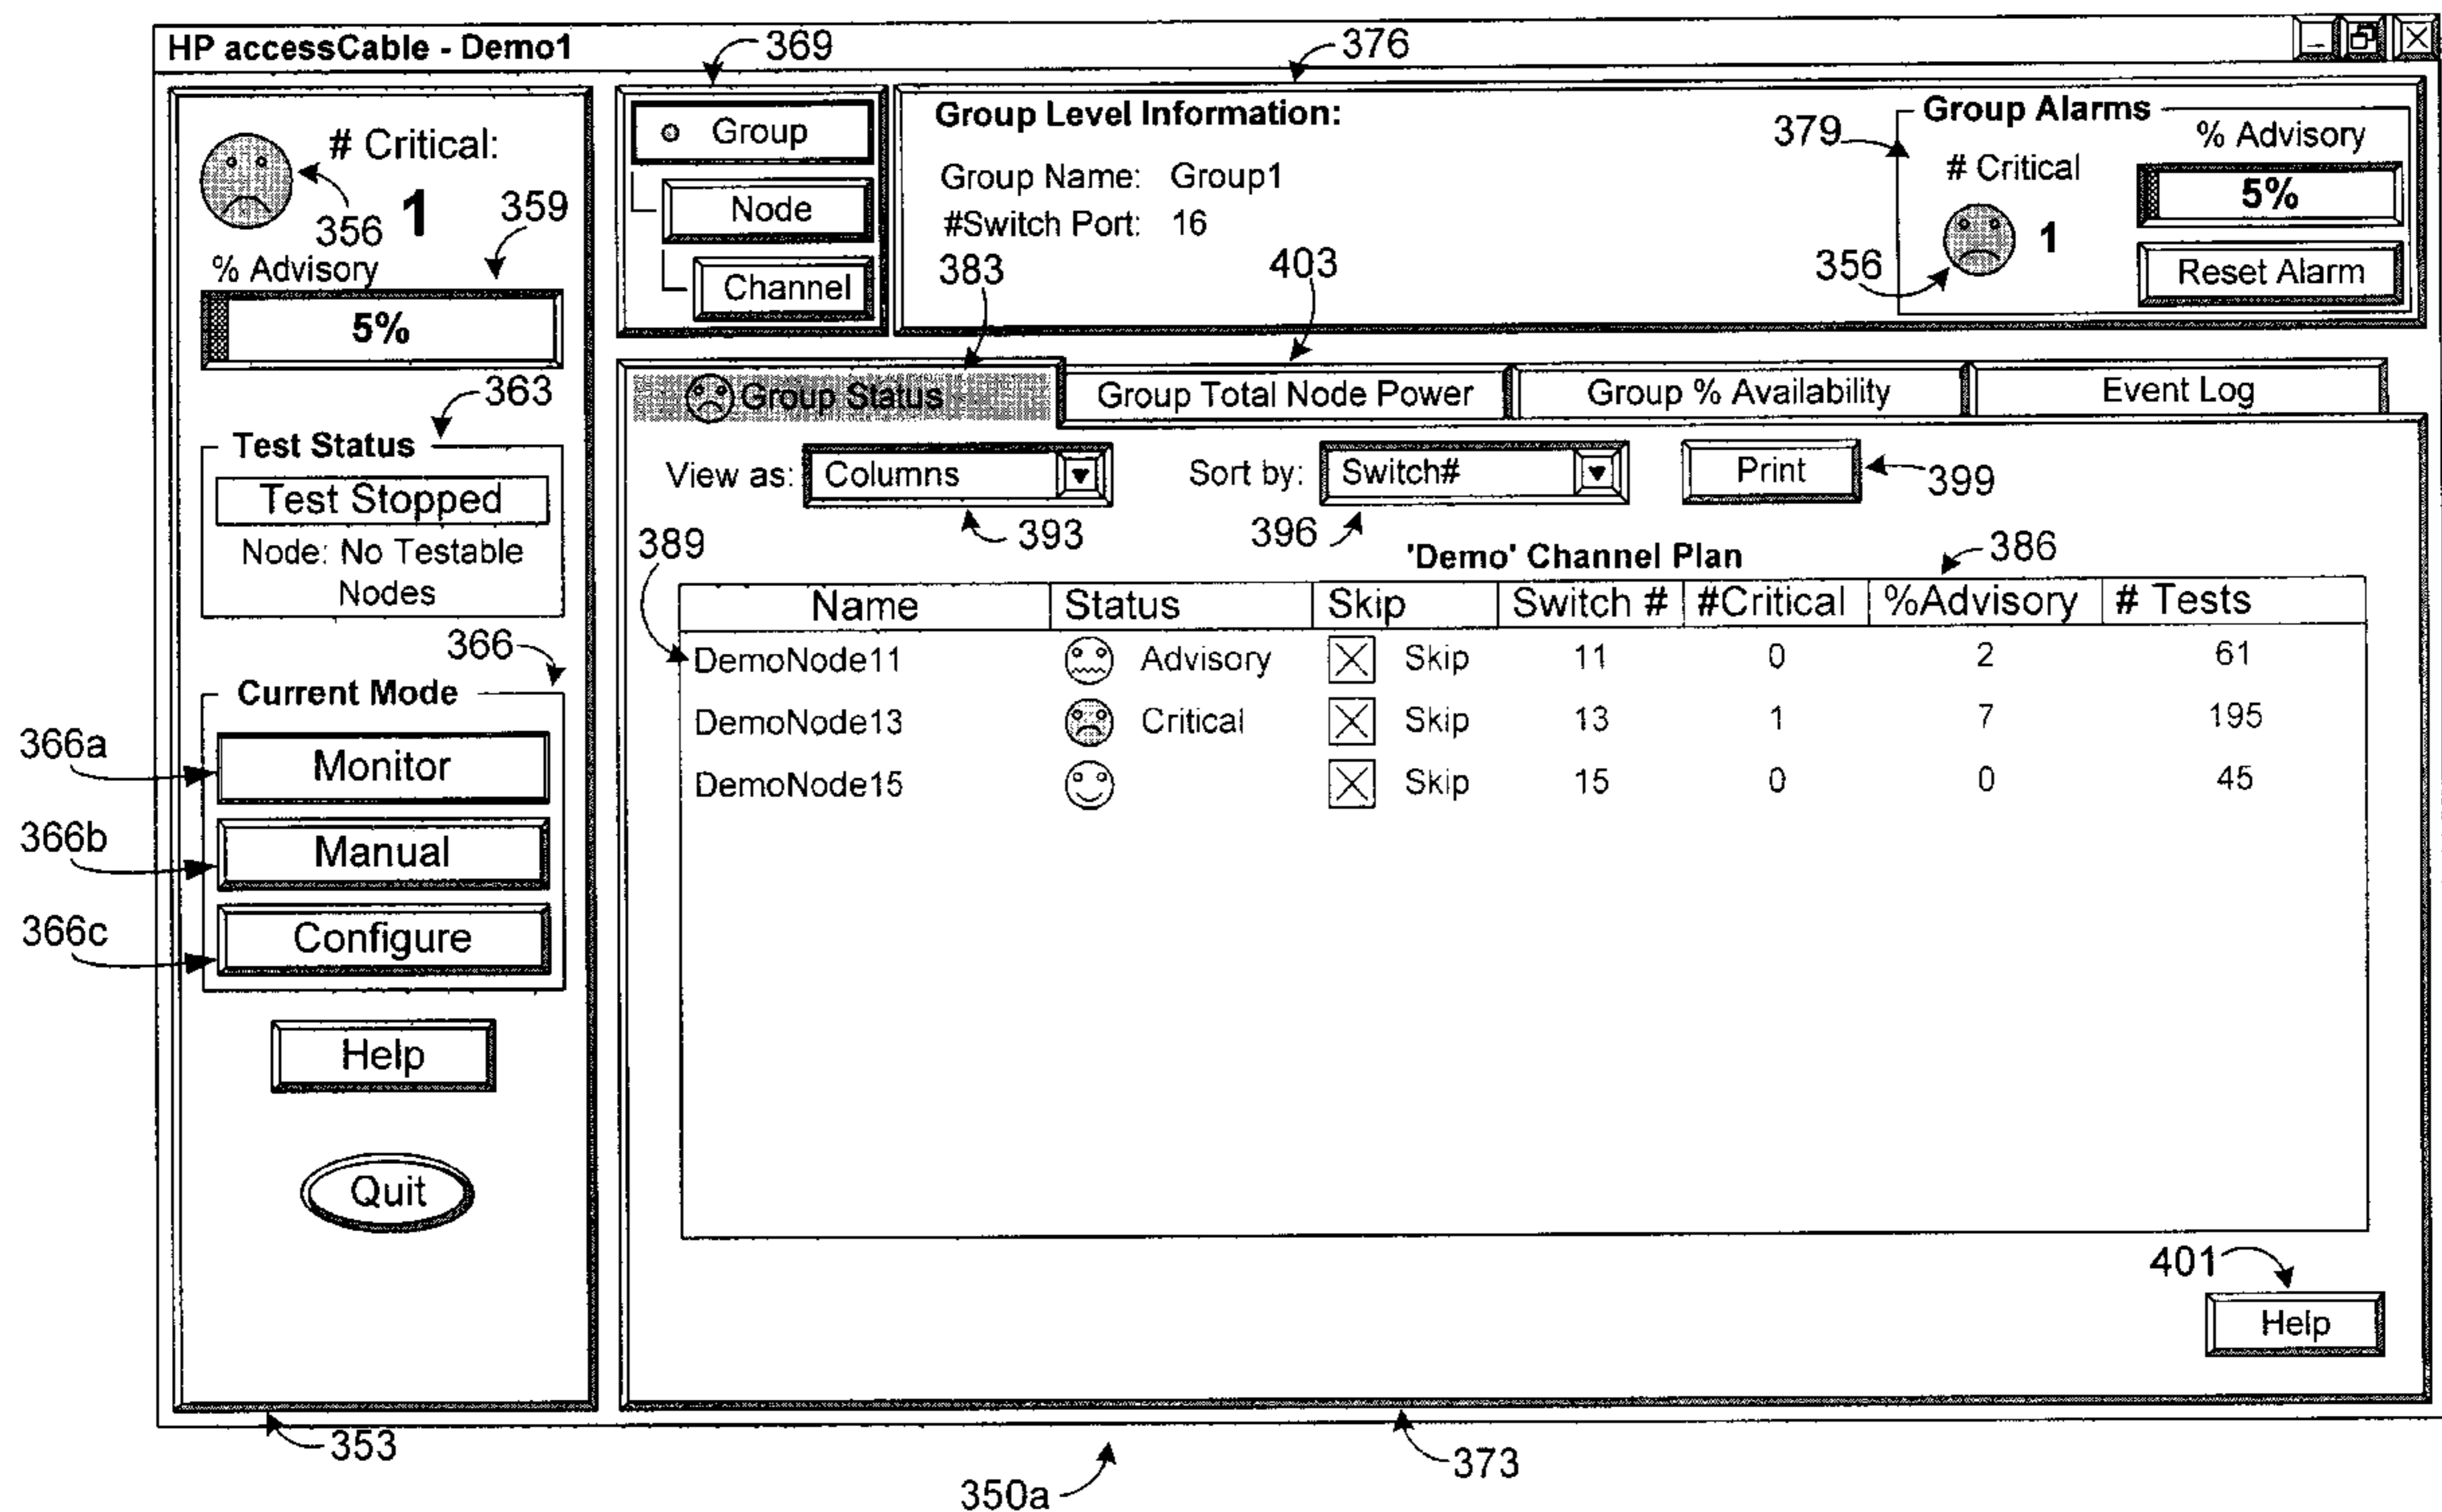 HP accessCable - Demo1
369
376
# Critical:
356
1
359
% Advisory
5%
363
Test Status
Test Stopped
Node: No Testable
Nodes
366
Current Mode
366a
Monitor
366b
Manual
366c
Configure
Help
Quit
353
Group
Node
Channel
Group Level Information:
Group Name: Group1
#Switch Port: 16
383
403
379
Group Alarms
# Critical
% Advisory
5%
356
1
Reset Alarm
Group Status
Group Total Node Power
Group % Availability
Event Log
View as: Columns
Sort by: Switch#
Print
399
393
396
389
'Demo' Channel Plan
386
Name Status Skip Switch # #Critical %Advisory # Tests
DemoNode11 Advisory Skip 11 0 2 61
DemoNode13 Critical Skip 13 1 7 195
DemoNode15 Skip 15 0 0 45
401
Help
373
350a